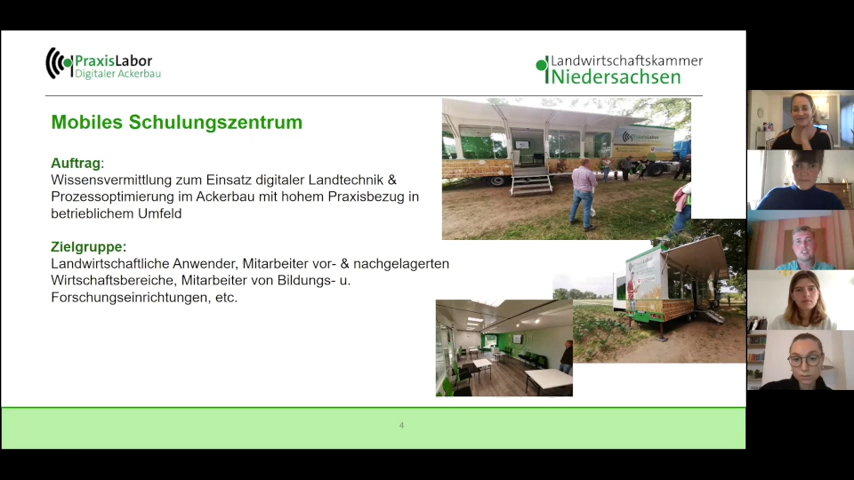 PraxisLabor
Digitaler Ackerbau
Landwirtschaftskammer
Niedersachsen
Mobiles Schulungszentrum
Auftrag:
Wissensvermittlung zum Einsatz digitaler Landtechnik &
Prozessoptimierung im Ackerbau mit hohem Praxisbezug in
betrieblichem Umfeld
Zielgruppe:
Landwirtschaftliche Anwender, Mitarbeiter vor- & nachgelagerten
Wirtschaftsbereiche, Mitarbeiter von Bildungs- u.
Forschungseinrichtungen, etc.
PraxisLabor
4